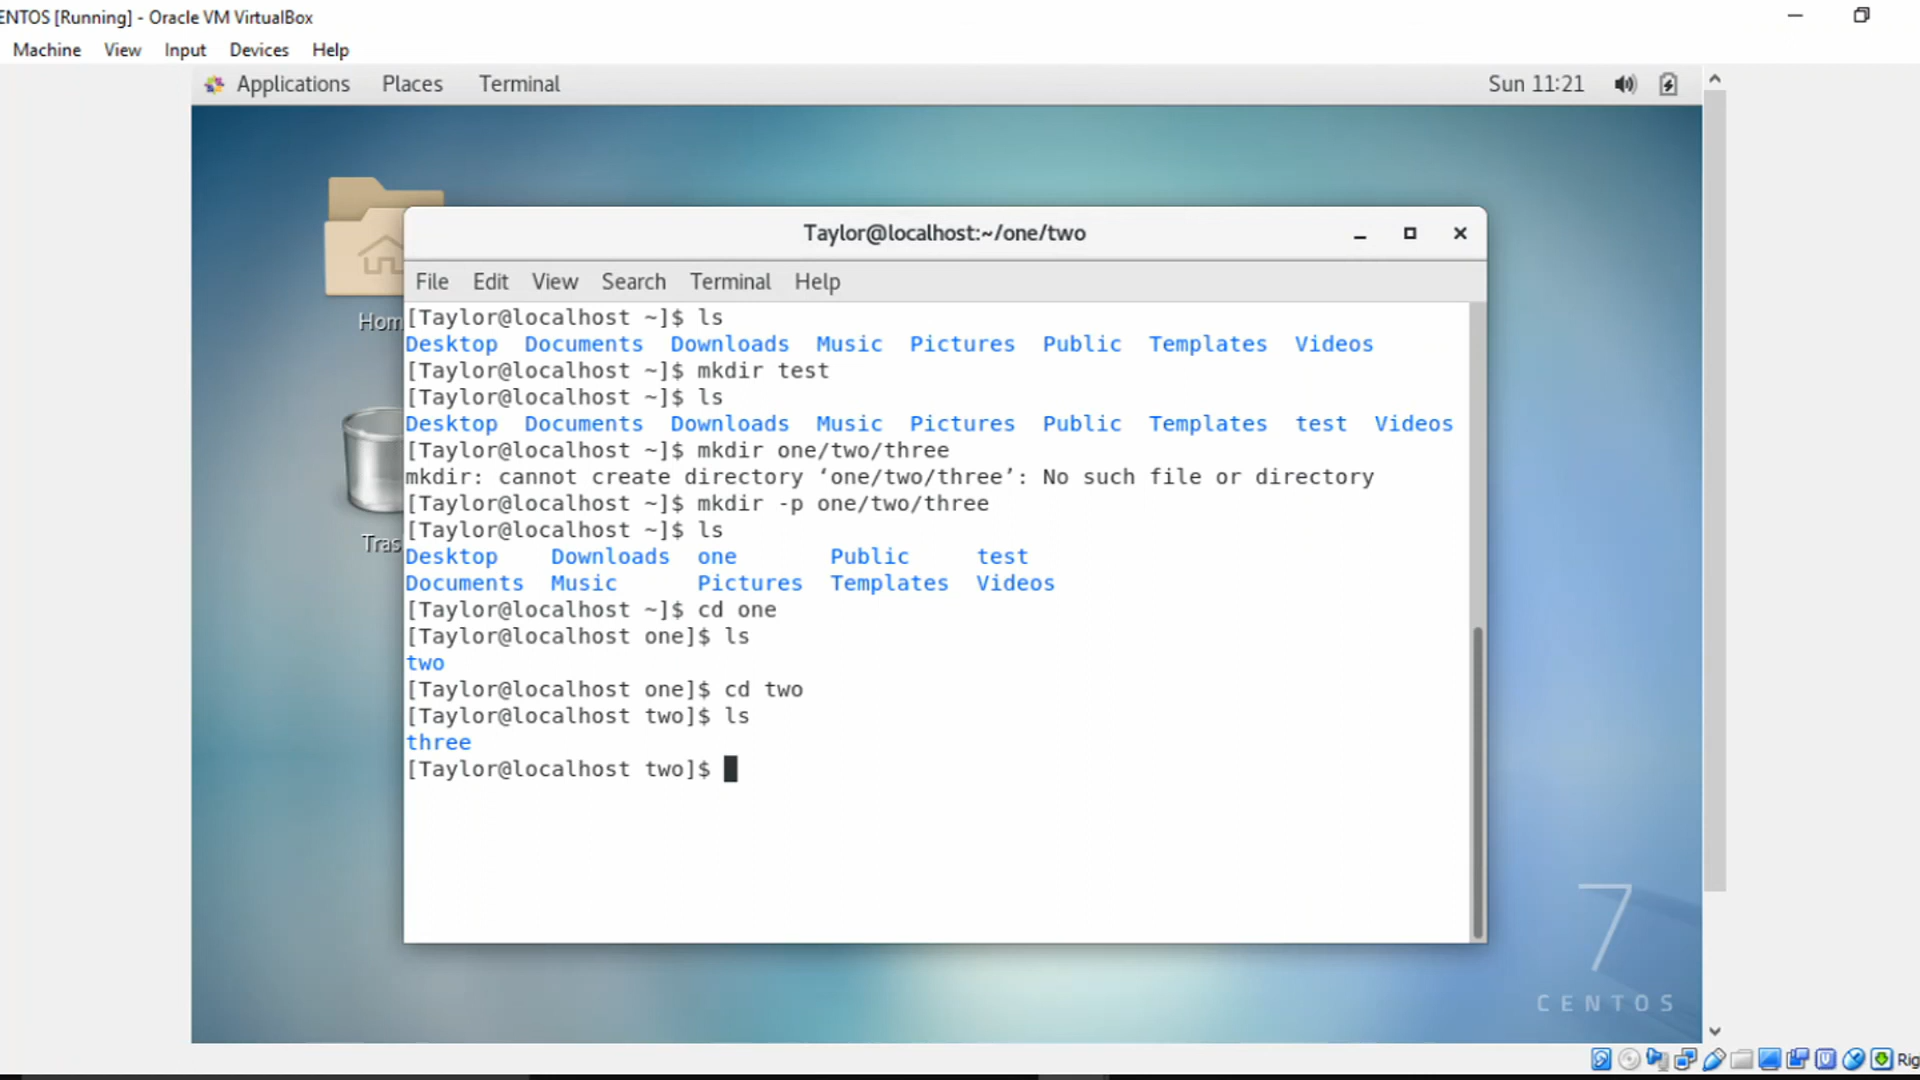 ENTOS [Running] - Oracle VM VirtualBox
Machine View Input Devices Help
Applications Places Terminal Sun 11:21
Hom
Tras
Taylor@localhost:~/one/two
File Edit View Search Terminal Help
[Taylor@localhost ~]$ ls
Desktop Documents Downloads Music Pictures Public Templates Videos
[Taylor@localhost ~]$ mkdir test
[Taylor@localhost ~]$ ls
Desktop Documents Downloads Music Pictures Public Templates test Videos
[Taylor@localhost ~]$ mkdir one/two/three
mkdir: cannot create directory ‘one/two/three’: No such file or directory
[Taylor@localhost ~]$ mkdir -p one/two/three
[Taylor@localhost ~]$ ls
Desktop Downloads one Public test
Documents Music Pictures Templates Videos
[Taylor@localhost ~]$ cd one
[Taylor@localhost one]$ ls
two
[Taylor@localhost one]$ cd two
[Taylor@localhost two]$ ls
three
[Taylor@localhost two]$
7
CENTOS
Rig